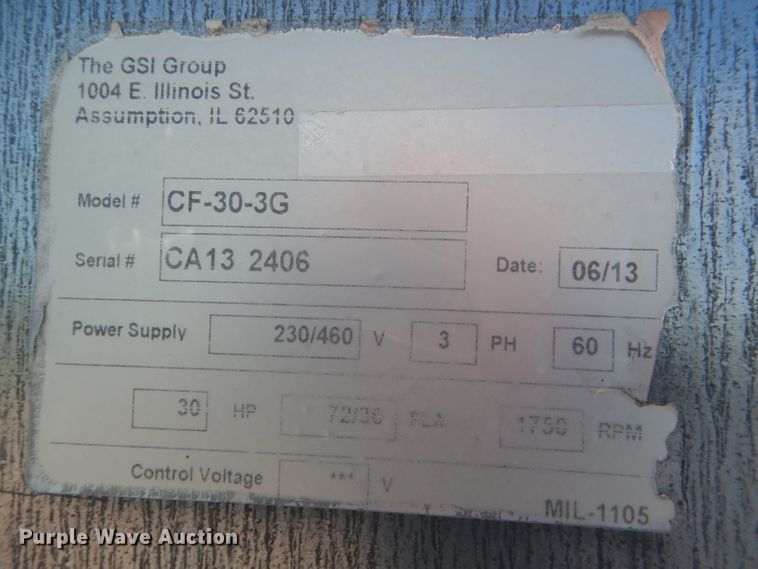 The GSI Group
1004 E. Illinois St.
Assumption, IL 62510
Model # CF-30-3G
Serial # CA13 2406 Date: 06/13
Power Supply 230/460 V 3 PH 60 Hz
30 HP 72/36 FLA 1750 RPM
Control Voltage *** V
MIL-1105
Purple Wave Auction